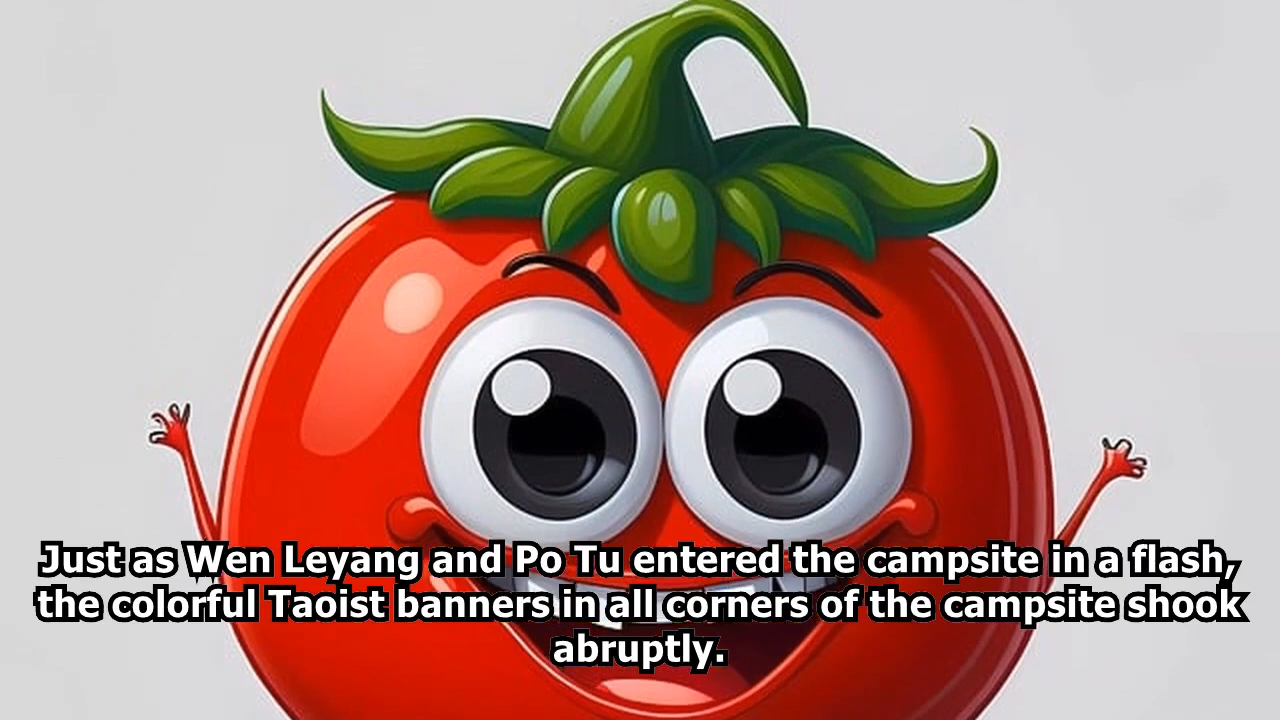 Just as Wen Leyang and Po Tu entered the campsite in a flash,
the colorful Taoist banners in all corners of the campsite shook
abruptly.